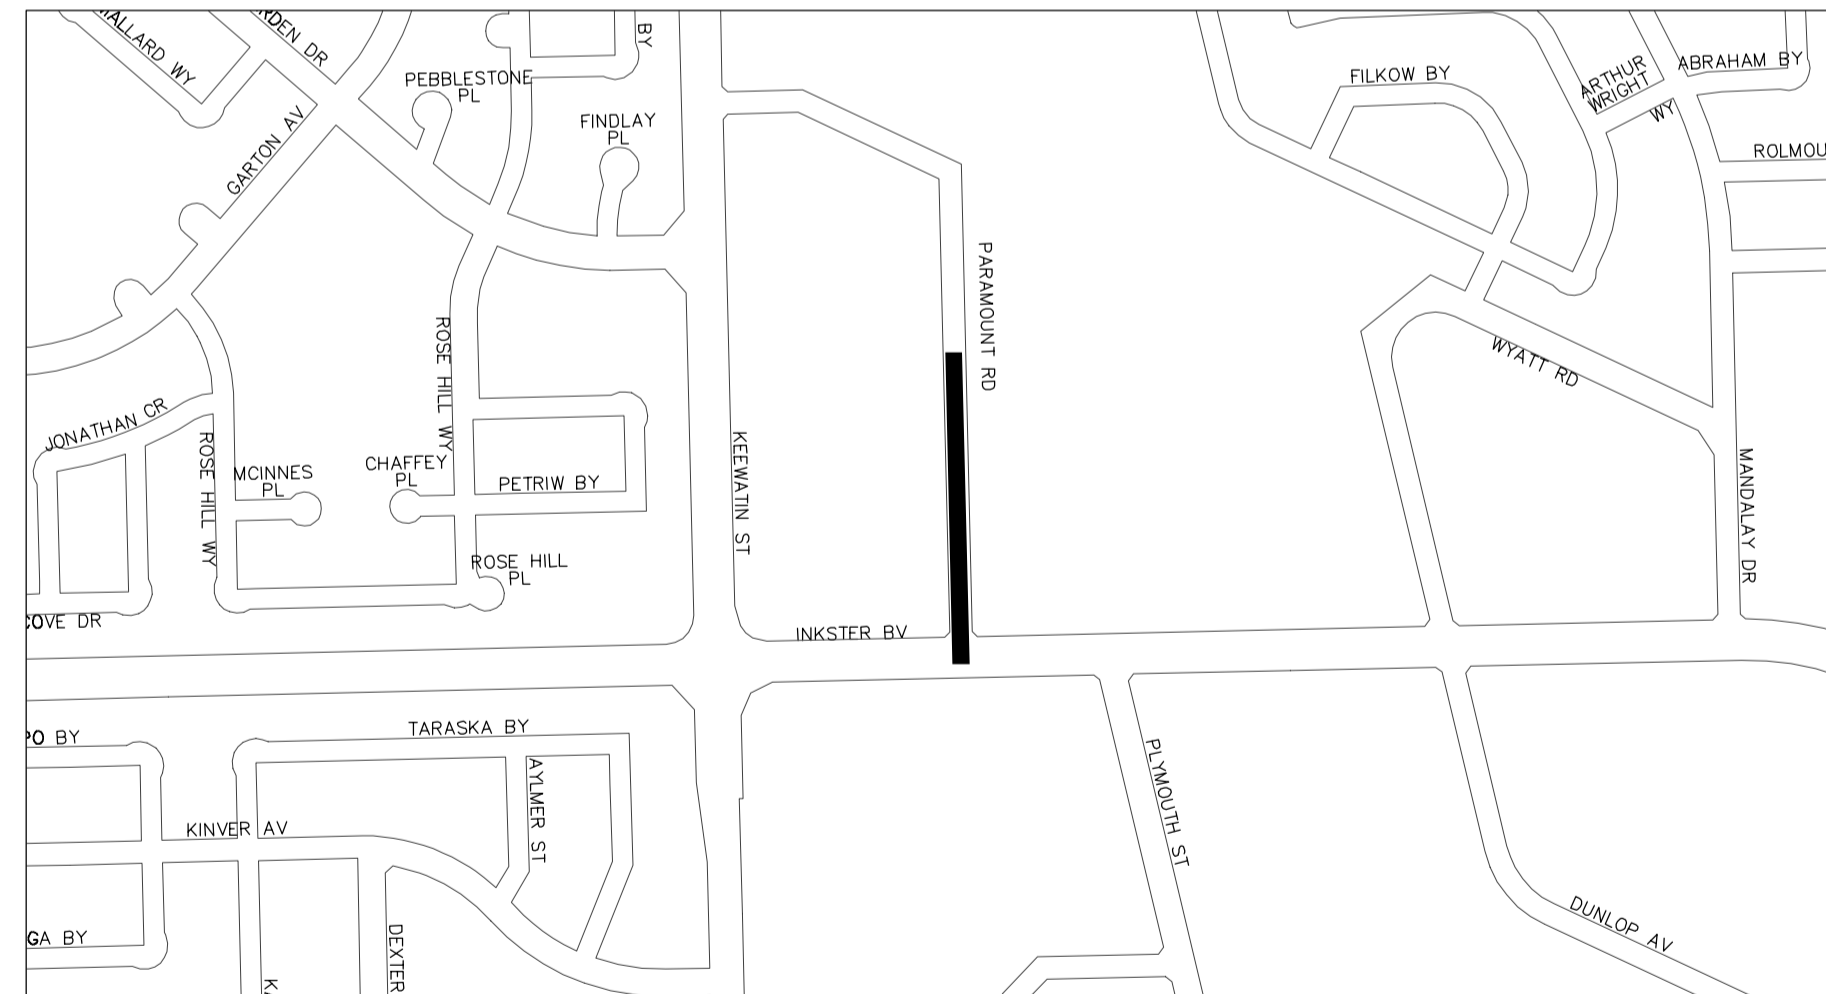 MALLARD WY
RDEN DR
BY
PEBBLESTONE
PL
FINDLAY
PL
GARTON AV
FILKOW BY
ARTHUR
WRIGHT
WY
ABRAHAM BY
ROLMOU
PARAMOUNT RD
ROSE HILL WY
WYATT RD
JONATHAN CR
ROSE HILL WY
MCINNES
PL
CHAFFEY
PL
PETRIW BY
KEEWATIN ST
MANDALAY DR
ROSE HILL
PL
COVE DR
INKSTER BV
PO BY
TARASKA BY
AYLMER ST
PLYMOUTH ST
KINVER AV
DUNLOP AV
GA BY
DEXTER